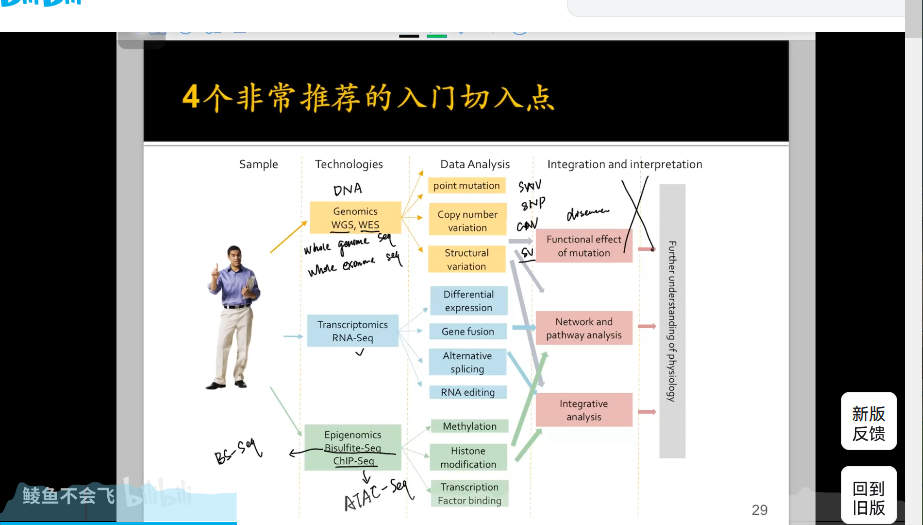 4个非常推荐的入门切入点
Sample
Technologies
Data Analysis
Integration and interpretation
DNA
Genomics
WGS, WES
whole genome seq
whole exome seq
point mutation
Copy number
variation
Structural
variation
SNV
SNP
CNV
SV
disease
Functional effect
of mutation
Transcriptomics
RNA-Seq
Differential
expression
Gene fusion
Alternative
splicing
RNA editing
Network and
pathway analysis
Epigenomics
Bisulfite-Seq
ChIP-Seq
BS-Seq
ATAC-Seq
Methylation
Histone
modification
Transcription
Factor binding
Integrative
analysis
Further understanding of physiology
新版
反馈
回到
旧版
鲮鱼不会飞
bilibili
29